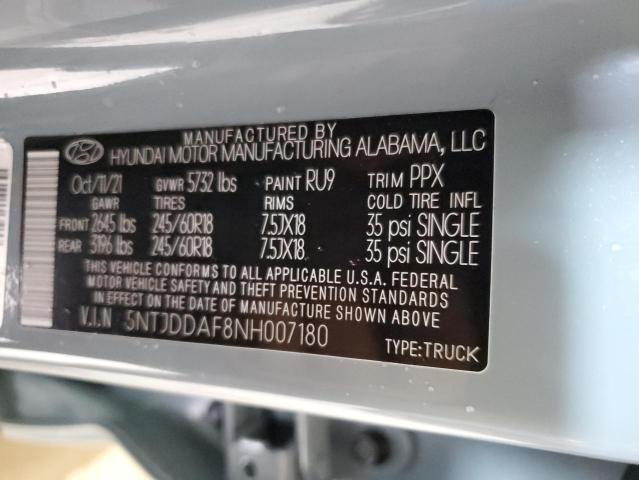 MANUFACTURED BY
HYUNDAI MOTOR MANUFACTURING ALABAMA, LLC
Oct/11/21 GVWR 5732 lbs PAINT RU9 TRIM PPX
GAWR TIRES RIMS COLD TIRE INFL
FRONT 2645 lbs 245/60R18 7.5JX18 35 psi SINGLE
REAR 3196 lbs 245/60R18 7.5JX18 35 psi SINGLE
THIS VEHICLE CONFORMS TO ALL APPLICABLE U.S.A. FEDERAL
MOTOR VEHICLE SAFETY AND THEFT PREVENTION STANDARDS
IN EFFECT ON THE DATE OF MANUFACTURE SHOWN ABOVE
V.I.N 5NTJDDAF8NH007180
TYPE:TRUCK